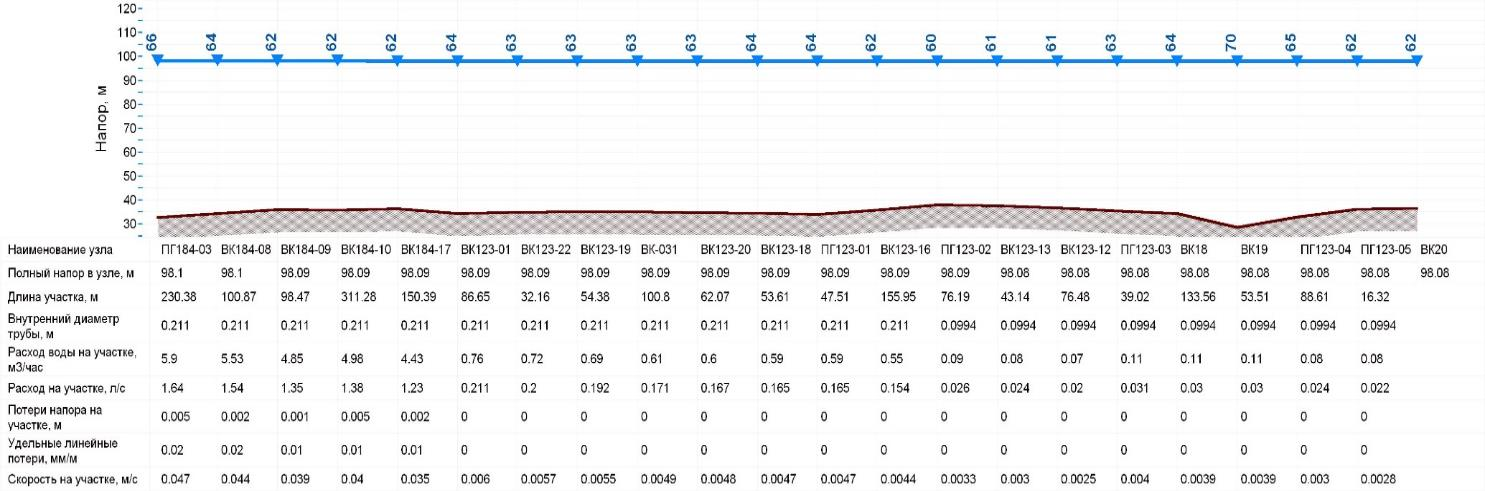 120
110
100
90
80
70
60
50
40
30
Напор, м
66 64 62 62 62 64 63 63 63 63 64 64 62 60 61 61 63 64 70 65 62 62
Наименование узла ПГ184-03 ВК184-08 ВК184-09 ВК184-10 ВК184-17 ВК123-01 ВК123-22 ВК123-19 ВК-031 ВК123-20 ВК123-18 ПГ123-01 ВК123-16 ПГ123-02 ВК123-13 ВК123-12 ПГ123-03 ВК18 ВК19 ПГ123-04 ПГ123-05 ВК20
Полный напор в узле, м 98.1 98.1 98.09 98.09 98.09 98.09 98.09 98.09 98.09 98.09 98.09 98.09 98.09 98.09 98.08 98.08 98.08 98.08 98.08 98.08 98.08 98.08
Длина участка, м 230.38 100.87 98.47 311.28 150.39 86.65 32.16 54.38 100.8 62.07 53.61 47.51 155.95 76.19 43.14 76.48 39.02 133.56 53.51 88.61 16.32
Внутренний диаметр
трубы, м 0.211 0.211 0.211 0.211 0.211 0.211 0.211 0.211 0.211 0.211 0.211 0.211 0.211 0.0994 0.0994 0.0994 0.0994 0.0994 0.0994 0.0994 0.0994
Расход воды на участке,
м3/час 5.9 5.53 4.85 4.98 4.43 0.76 0.72 0.69 0.61 0.6 0.59 0.59 0.55 0.09 0.08 0.07 0.11 0.11 0.11 0.08 0.08
Расход на участке, л/с 1.64 1.54 1.35 1.38 1.23 0.211 0.2 0.192 0.171 0.167 0.165 0.165 0.154 0.026 0.024 0.02 0.031 0.03 0.03 0.024 0.022
Потери напора на
участке, м 0.005 0.002 0.001 0.005 0.002 0 0 0 0 0 0 0 0 0 0 0 0 0 0 0 0
Удельные линейные
потери, мм/м 0.02 0.02 0.01 0.01 0.01 0 0 0 0 0 0 0 0 0 0 0 0 0 0 0 0
Скорость на участке, м/с 0.047 0.044 0.039 0.04 0.035 0.006 0.0057 0.0055 0.0049 0.0048 0.0047 0.0047 0.0044 0.0033 0.003 0.0025 0.004 0.0039 0.0039 0.003 0.0028